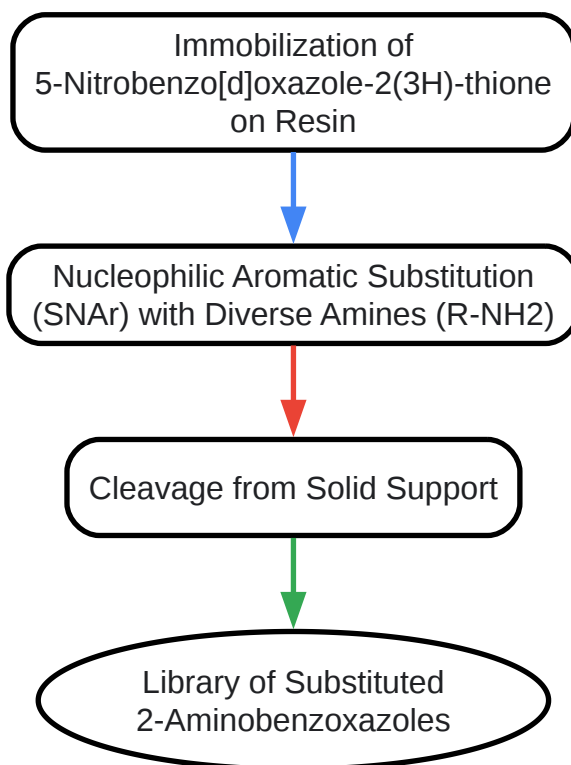 Immobilization of
5-Nitrobenzo[d]oxazole-2(3H)-thione
on Resin
Nucleophilic Aromatic Substitution
(SNAr) with Diverse Amines (R-NH2)
Cleavage from Solid Support
Library of Substituted
2-Aminobenzoxazoles